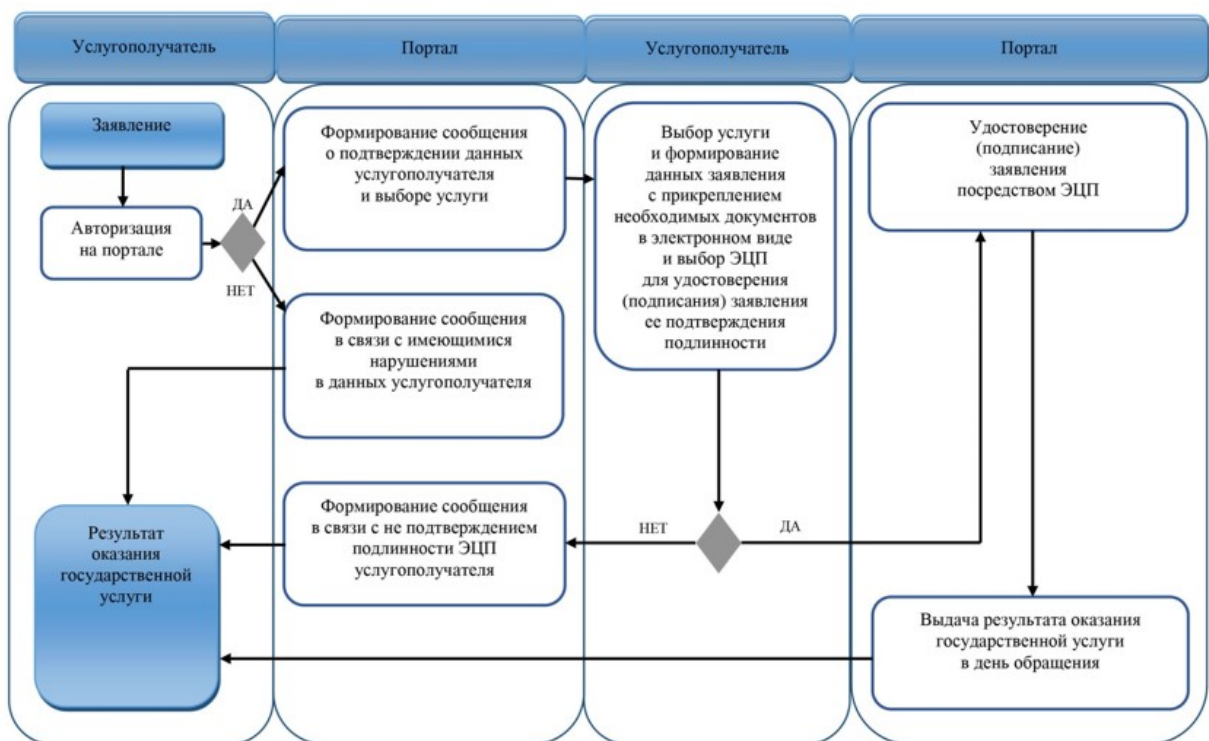 Услугополучатель
Портал
Услугополучатель
Портал
Заявление
Авторизация
на портале
ДА
НЕТ
Формирование сообщения
о подтверждении данных
услугополучателя
и выборе услуги
Формирование сообщения
в связи с имеющимися
нарушениями
в данных услугополучателя
Формирование сообщения
в связи с не подтверждением
подлинности ЭЦП
услугополучателя
Выбор услуги
и формирование
данных заявления
с прикреплением
необходимых документов
в электронном виде
и выбор ЭЦП
для удостоверения
(подписания) заявления
ее подтверждения
подлинности
НЕТ
ДА
Удостоверение
(подписание)
заявления
посредством ЭЦП
Выдача результата оказания
государственной услуги
в день обращения
Результат
оказания
государственной
услуги